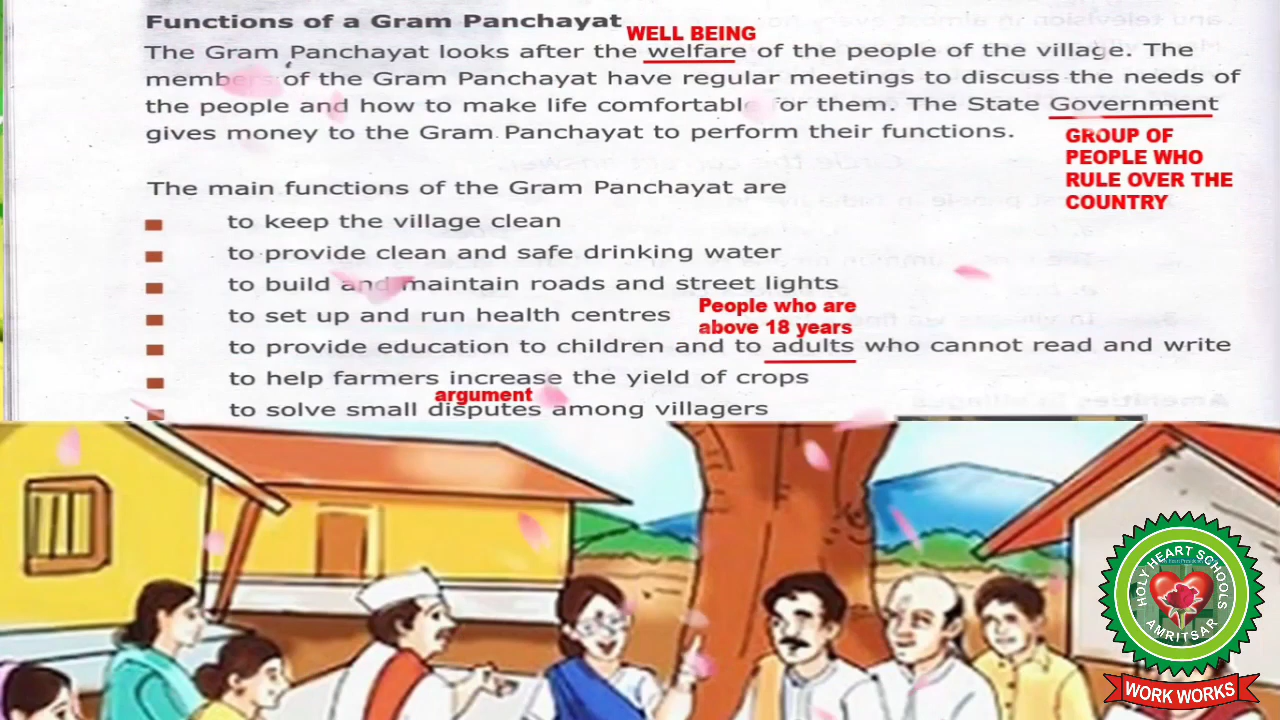 Functions of a Gram Panchayat
WELL BEING
The Gram Panchayat looks after the welfare of the people of the village. The
members of the Gram Panchayat have regular meetings to discuss the needs of
the people and how to make life comfortable for them. The State Government
gives money to the Gram Panchayat to perform their functions.
GROUP OF
PEOPLE WHO
RULE OVER THE
COUNTRY
The main functions of the Gram Panchayat are
to keep the village clean
to provide clean and safe drinking water
to build and maintain roads and street lights
to set up and run health centres
People who are
above 18 years
to provide education to children and to adults who cannot read and write
to help farmers increase the yield of crops
argument
to solve small disputes among villagers
HOLY HEART SCHOOLS
AMRITSAR
WORK WORKS